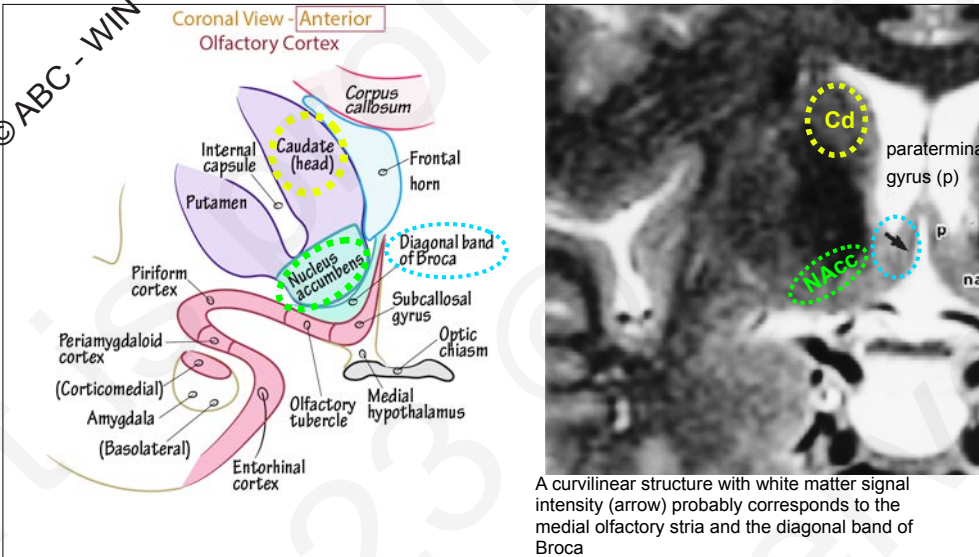 © ABC - WIN
Coronal View - Anterior
Olfactory Cortex
Corpus
callosum
Caudate
(head)
Internal
capsule
Frontal
horn
Putamen
Nucleus
accumbens
Diagonal band
of Broca
Piriform
cortex
Subcallosal
gyrus
Periamygdaloid
cortex
Optic
chiasm
(Corticomedial)
Amygdala
Olfactory
tubercle
Medial
hypothalamus
(Basolateral)
Entorhinal
cortex
Cd
paratermina
gyrus (p)
p
NAcc
na
A curvilinear structure with white matter signal
intensity (arrow) probably corresponds to the
medial olfactory stria and the diagonal band of
Broca